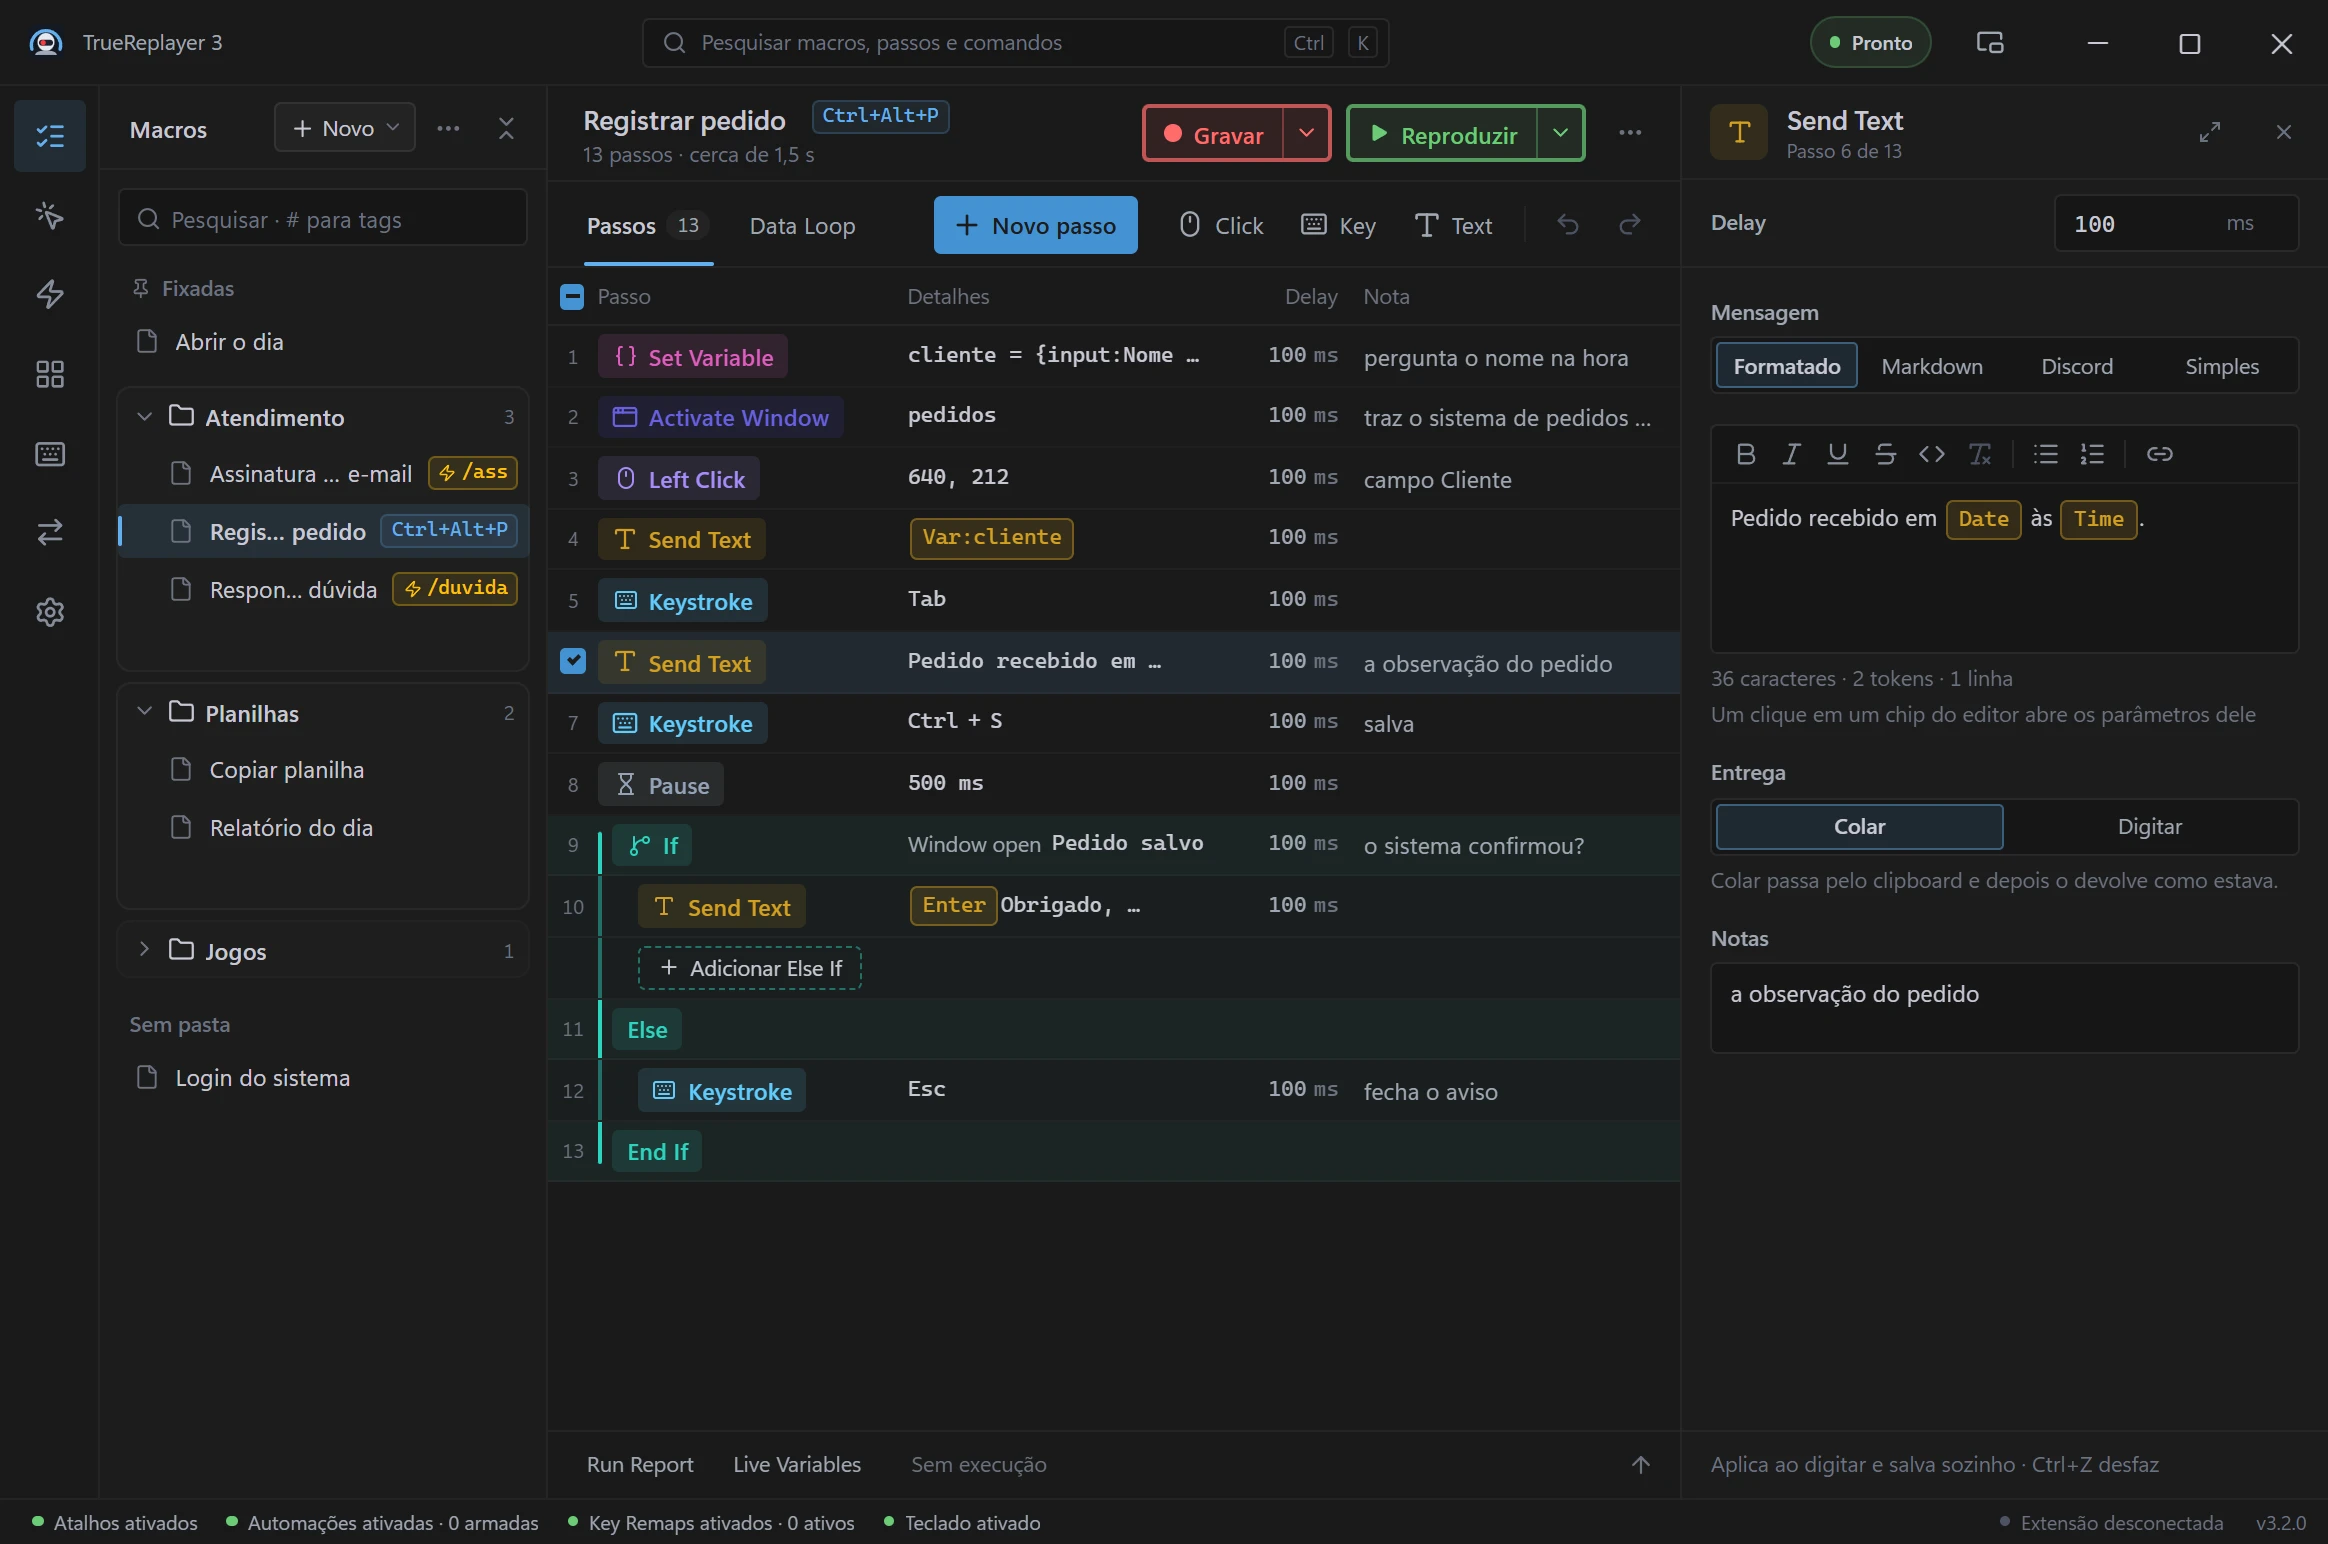 TrueReplayer 3
Pesquisar macros, passos e comandos
Ctrl
K
Pronto
Macros
Novo
Pesquisar · # para tags
Fixadas
Abrir o dia
Atendimento
3
Assinatura ... e-mail
/ass
Regis... pedido
Ctrl+Alt+P
Respon... dúvida
/duvida
Planilhas
2
Copiar planilha
Relatório do dia
Jogos
1
Sem pasta
Login do sistema
Registrar pedido
Ctrl+Alt+P
13 passos · cerca de 1,5 s
Gravar
Reproduzir
Passos
13
Data Loop
Novo passo
Click
Key
Text
Passo
Detalhes
Delay
Nota
1 Set Variable cliente = {input:Nome … 100 ms pergunta o nome na hora
2 Activate Window pedidos 100 ms traz o sistema de pedidos ...
3 Left Click 640, 212 100 ms campo Cliente
4 Send Text Var:cliente 100 ms
5 Keystroke Tab 100 ms
Send Text Pedido recebido em … 100 ms a observação do pedido
7 Keystroke Ctrl + S 100 ms salva
8 Pause 500 ms 100 ms
9 If Window open Pedido salvo 100 ms o sistema confirmou?
10 Send Text Enter Obrigado, … 100 ms
Adicionar Else If
11 Else
12 Keystroke Esc 100 ms fecha o aviso
13 End If
Run Report
Live Variables
Sem execução
Send Text
Passo 6 de 13
Delay
100
ms
Mensagem
Formatado
Markdown
Discord
Simples
Pedido recebido em Date às Time.
36 caracteres · 2 tokens · 1 linha
Um clique em um chip do editor abre os parâmetros dele
Entrega
Colar
Digitar
Colar passa pelo clipboard e depois o devolve como estava.
Notas
a observação do pedido
Aplica ao digitar e salva sozinho · Ctrl+Z desfaz
Atalhos ativados
Automações ativadas · 0 armadas
Key Remaps ativados · 0 ativos
Teclado ativado
Extensão desconectada
v3.2.0